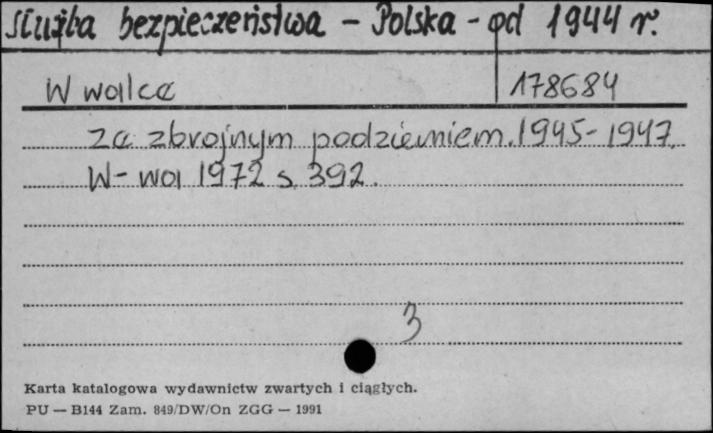 Służba bezpieczeństwa - Polska - od 1944 r.
W walce 178684
za zbrojnym podziemiem. 1945-1947.
W-wa 1972 s. 392.
3
Karta katalogowa wydawnictw zwartych i ciągłych.
PU — B144 Zam. 849/DW/On ZGG — 1991